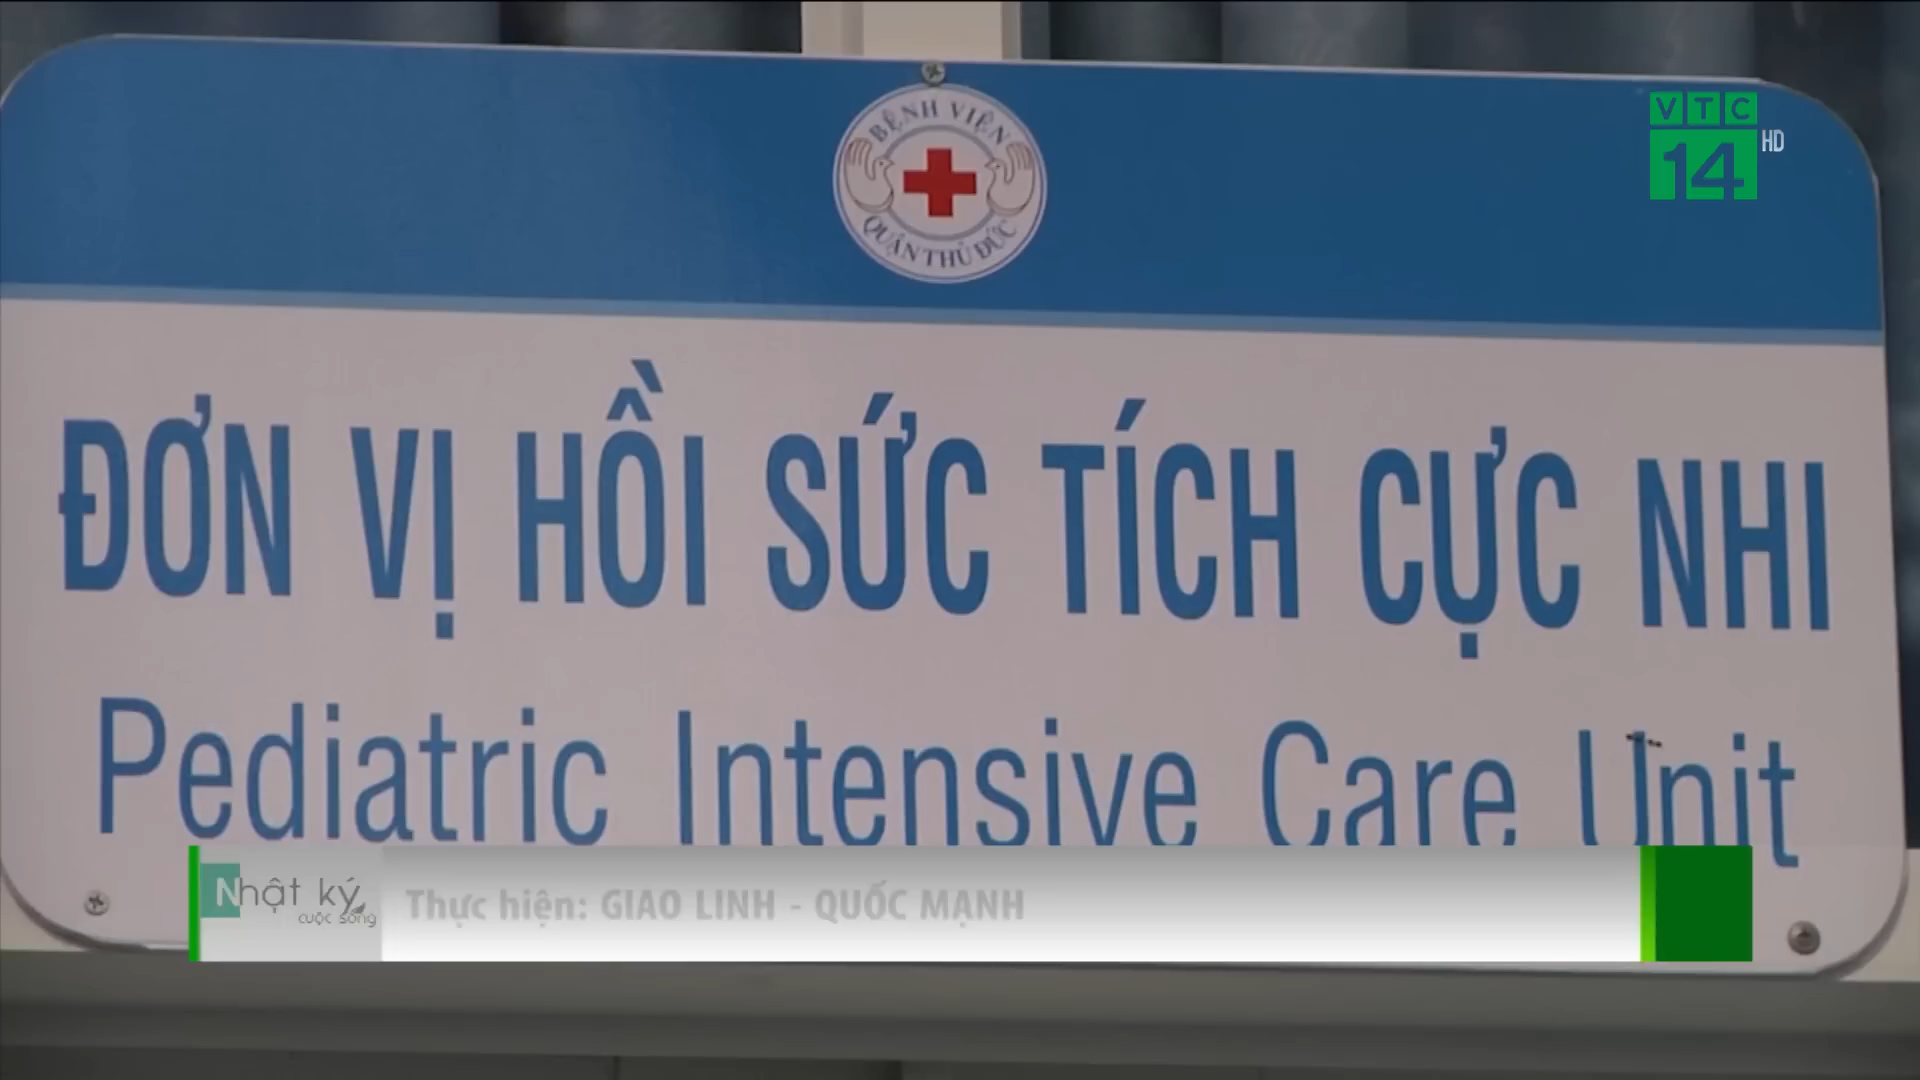 VTC
14 HD
BỆNH VIỆN
QUẬN THỦ ĐỨC
ĐƠN VỊ HỒI SỨC TÍCH CỰC NHI
Pediatric Intensive Care Unit
Nhật ký
cuộc sống
Thực hiện: GIAO LINH - QUỐC MẠNH